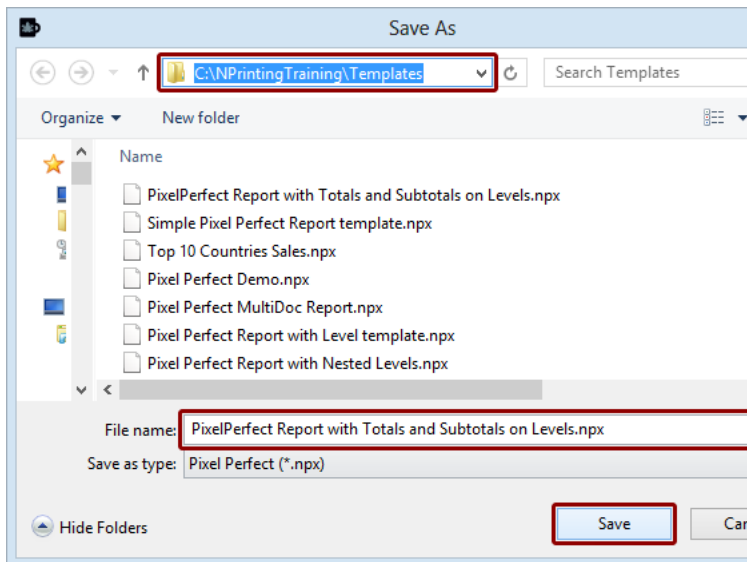 Save As
C:\NPrintingTraining\Templates
Search Templates
Organize
New folder
Name
PixelPerfect Report with Totals and Subtotals on Levels.npx
Simple Pixel Perfect Report template.npx
Top 10 Countries Sales.npx
Pixel Perfect Demo.npx
Pixel Perfect MultiDoc Report.npx
Pixel Perfect Report with Level template.npx
Pixel Perfect Report with Nested Levels.npx
File name: PixelPerfect Report with Totals and Subtotals on Levels.npx
Save as type: Pixel Perfect (*.npx)
Hide Folders
Save